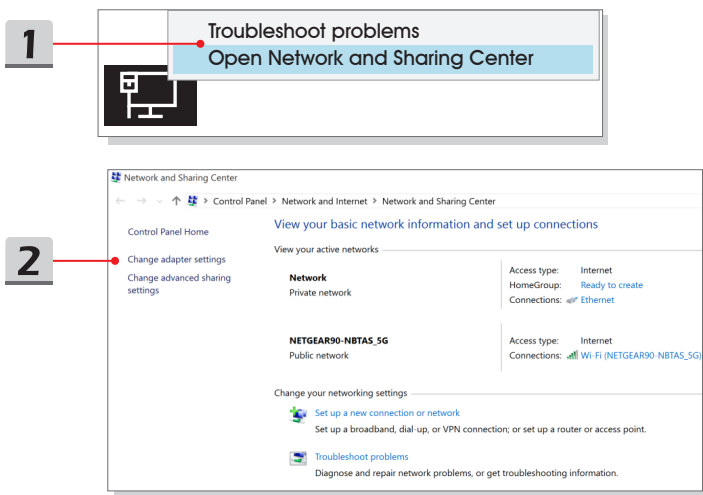 1
Troubleshoot problems
Open Network and Sharing Center
2
Network and Sharing Center
Control Panel > Network and Internet > Network and Sharing Center
Control Panel Home
Change adapter settings
Change advanced sharing
settings
View your basic network information and set up connections
View your active networks
Network
Private network
Access type: Internet
HomeGroup: Ready to create
Connections: Ethernet
NETGEAR90-NBTAS_5G
Public network
Access type: Internet
Connections: Wi-Fi (NETGEAR90-NBTAS_5G)
Change your networking settings
Set up a new connection or network
Set up a broadband, dial-up, or VPN connection; or set up a router or access point.
Troubleshoot problems
Diagnose and repair network problems, or get troubleshooting information.